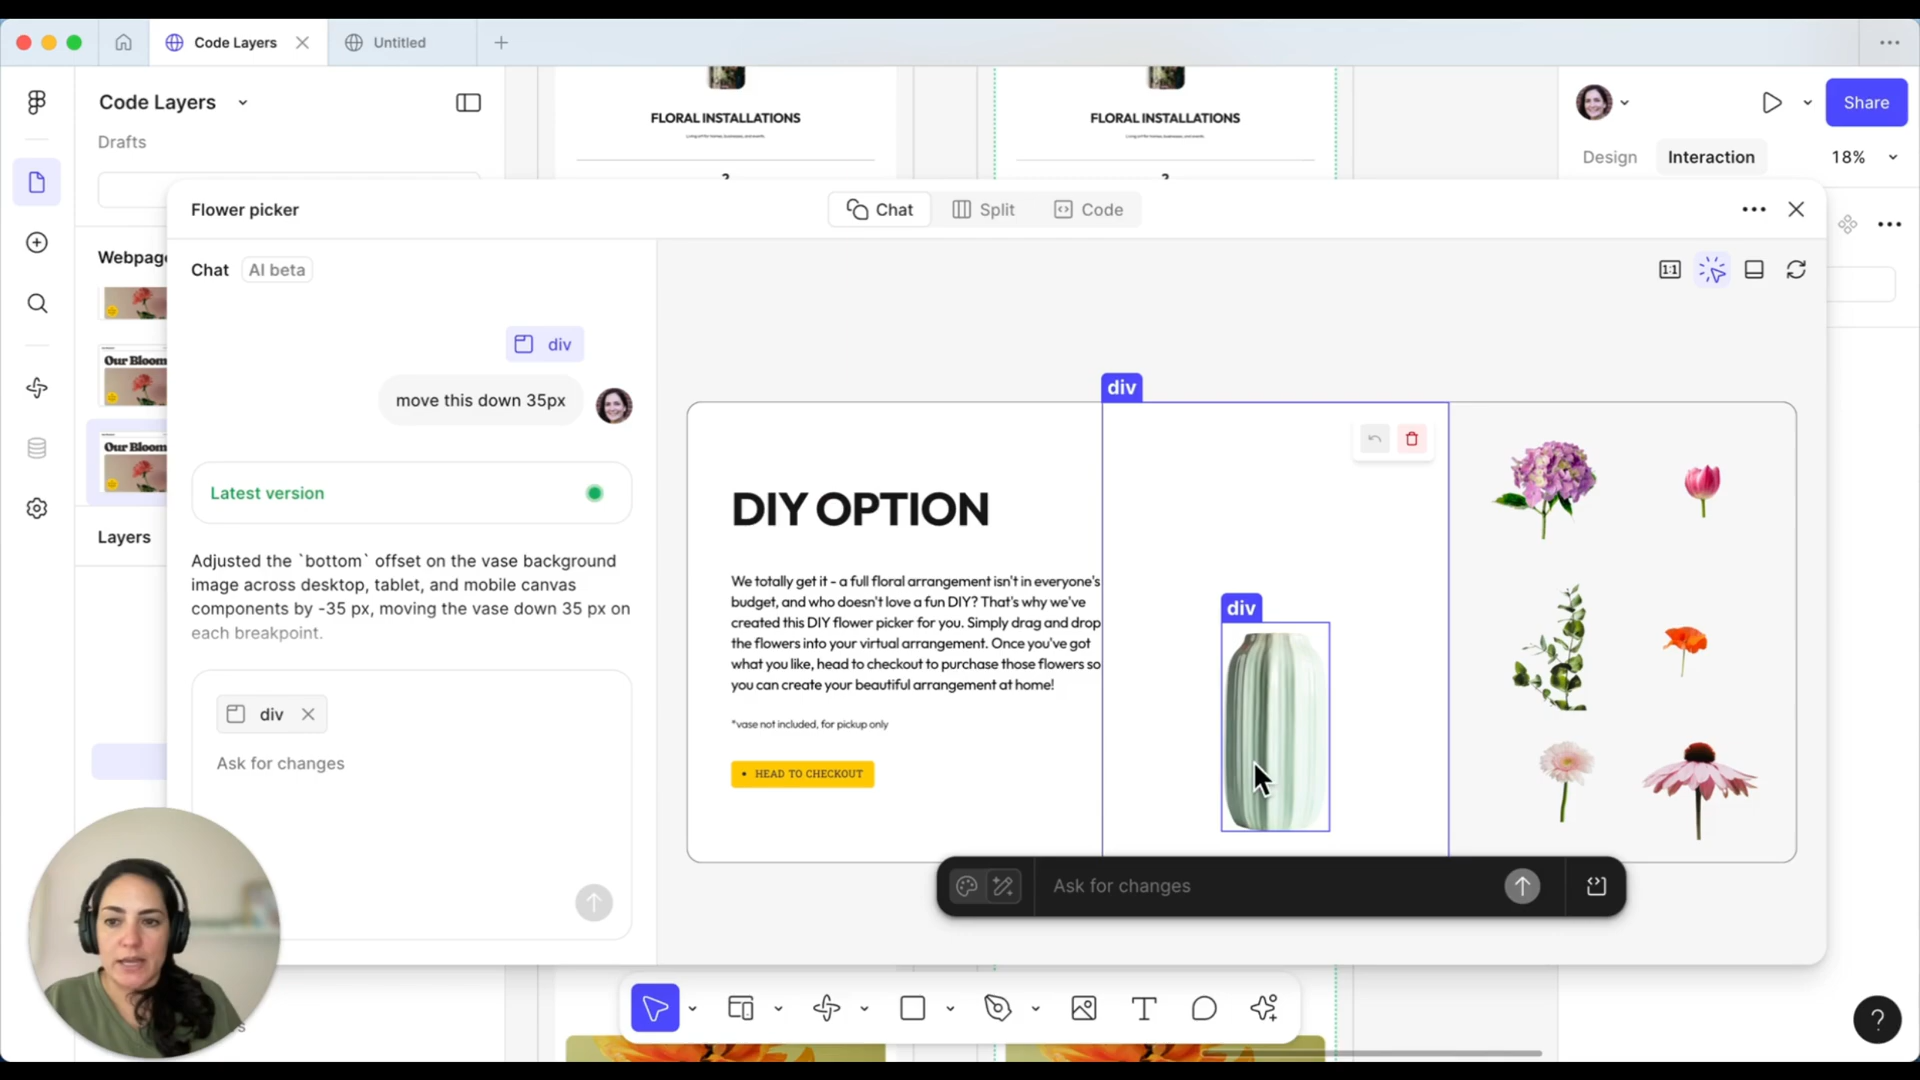 Code Layers
Untitled
Code Layers
Drafts
FLORAL INSTALLATIONS
FLORAL INSTALLATIONS
Share
Design
Interaction
18%
Webpage
Our Bloom
Our Bloom
Layers
Flower picker
Chat
Split
Code
Chat
AI beta
div
move this down 35px
Latest version
Adjusted the `bottom` offset on the vase background
image across desktop, tablet, and mobile canvas
components by -35 px, moving the vase down 35 px on
each breakpoint.
div
Ask for changes
1:1
div
DIY OPTION
We totally get it - a full floral arrangement isn't in everyone's
budget, and who doesn't love a fun DIY? That's why we've
created this DIY flower picker for you. Simply drag and drop
the flowers into your virtual arrangement. Once you've got
what you like, head to checkout to purchase those flowers so
you can create your beautiful arrangement at home!
*vase not included, for pickup only
• HEAD TO CHECKOUT
div
Ask for changes
?